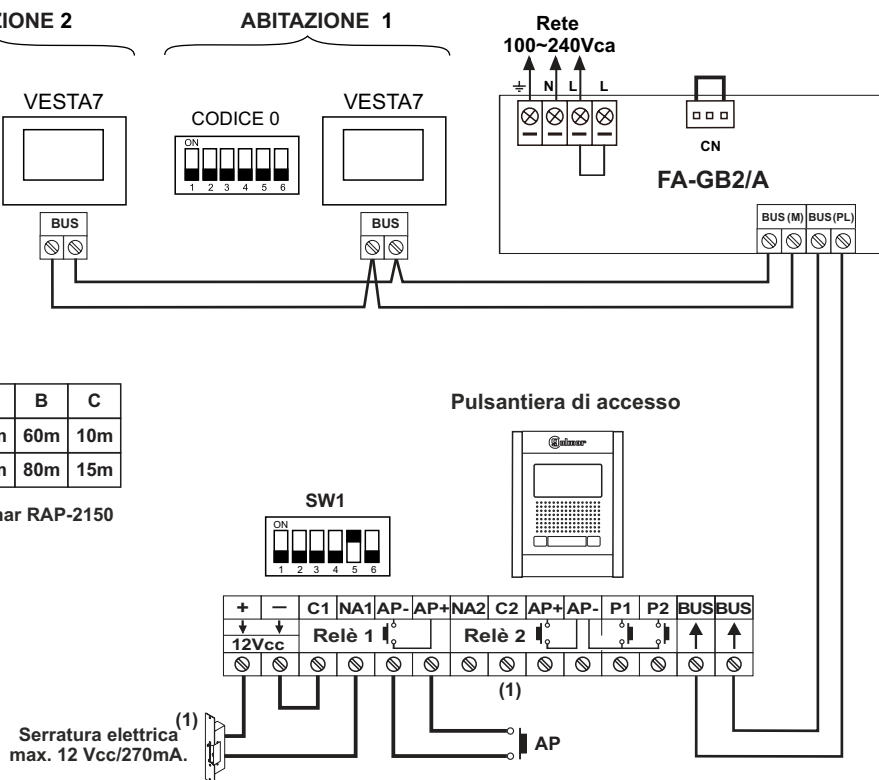 ZIONE 2
ABITAZIONE 1
Rete
100~240Vca
N L L
VESTA7
CODICE 0
VESTA7
ON
1 2 3 4 5 6
CN
FA-GB2/A
BUS
BUS
BUS (M) BUS (PL)
B C
m 60m 10m
m 80m 15m
mar RAP-2150
Pulsantiera di accesso
Golmar
SW1
ON
1 2 3 4 5 6
+ — C1 NA1 AP- AP+ NA2 C2 AP+ AP- P1 P2 BUS BUS
12Vcc
Relè 1
Relè 2
(1)
Serratura elettrica (1)
max. 12 Vcc/270mA.
AP